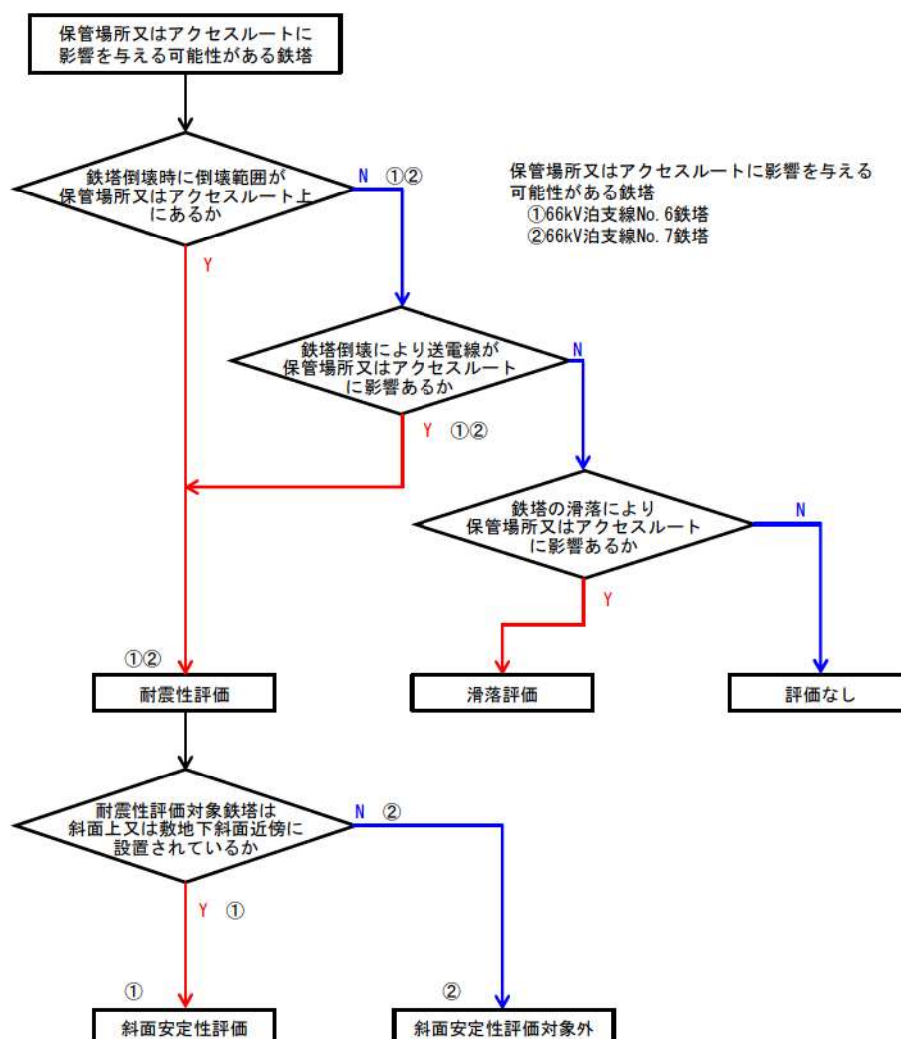 保管場所又はアクセスルートに
影響を与える可能性がある鉄塔
鉄塔倒壊時に倒壊範囲が
保管場所又はアクセスルート上
にあるか
N ①②
保管場所又はアクセスルートに影響を与える
可能性がある鉄塔
①66kV泊支線No.6鉄塔
②66kV泊支線No.7鉄塔
Y
鉄塔倒壊により送電線が
保管場所又はアクセスルート
に影響あるか
N
Y ①②
鉄塔の滑落により
保管場所又はアクセスルート
に影響あるか
N
Y
①②
耐震性評価
滑落評価
評価なし
耐震性評価対象鉄塔は
斜面上又は敷地下斜面近傍に
設置されているか
N ②
Y ①
①
②
斜面安定性評価
斜面安定性評価対象外